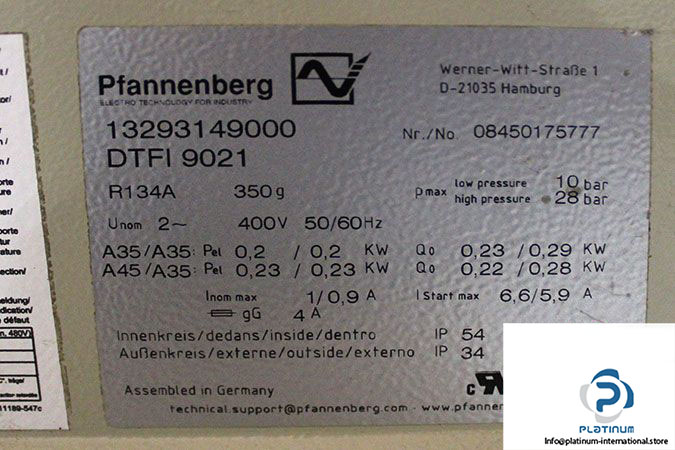 Pfannenberg
ELECTRO TECHNOLOGY FOR INDUSTRY
Werner-Witt-Straße 1
D-21035 Hamburg
13293149000
Nr./No. 08450175777
DTFI 9021
R134A 350g
pmax low pressure 10 bar
high pressure 28 bar
Unom 2~ 400V 50/60Hz
A35/A35: Pel 0,2 / 0,2 KW Q0 0,23 / 0,29 KW
A45/A35: Pel 0,23 / 0,23 KW Q0 0,22 / 0,28 KW
Inom max 1/0,9 A I Start max 6,6/5,9 A
gG 4A
Innenkreis/dedans/inside/dentro IP 54
Außenkreis/externe/outside/externo IP 34
Assembled in Germany
technical.support@pfannenberg.com - www.pfannen
PLATINUM
Info@platinum-international.store
1189-547c